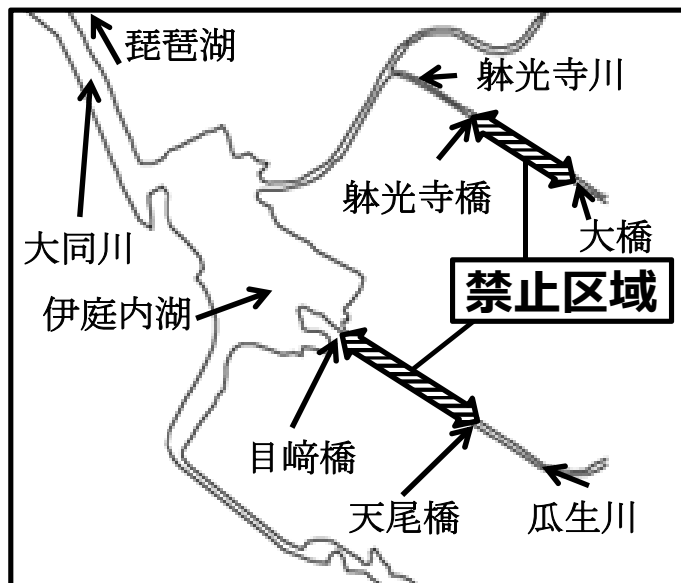 琵琶湖
躰光寺川
躰光寺橋
大橋
大同川
禁止区域
伊庭内湖
目﨑橋
天尾橋
瓜生川